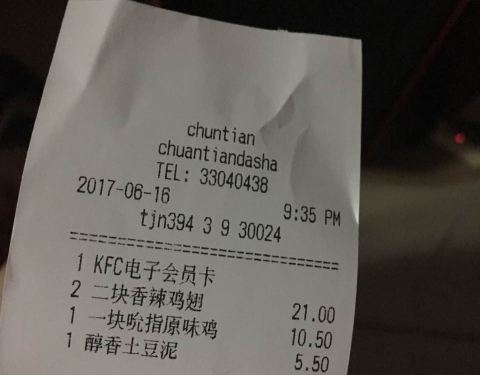 chuntian
chuantiandasha
TEL: 33040438
2017-06-16 9:35 PM
tjn394 3 9 30024
==============================
1 KFC电子会员卡
2 二块香辣鸡翅 21.00
1 一块吮指原味鸡 10.50
1 醇香土豆泥 5.50